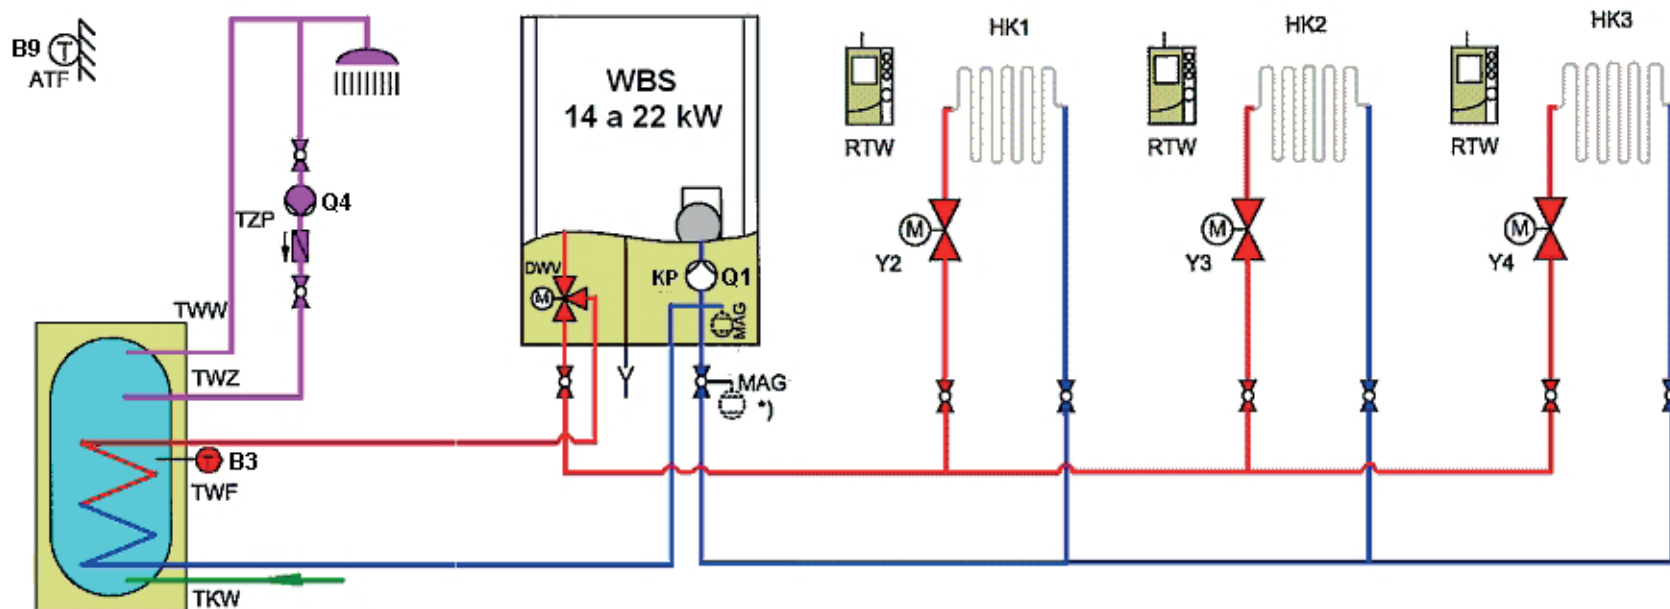 B9 T
ATF
WBS
14 a 22 kW
HK1
HK2
HK3
RTW
RTW
RTW
TZP
Q4
DWV
M
KP
Q1
MAG
M
Y2
M
Y3
M
Y4
TWW
TWZ
MAG
*)
T B3
TWF
TKW